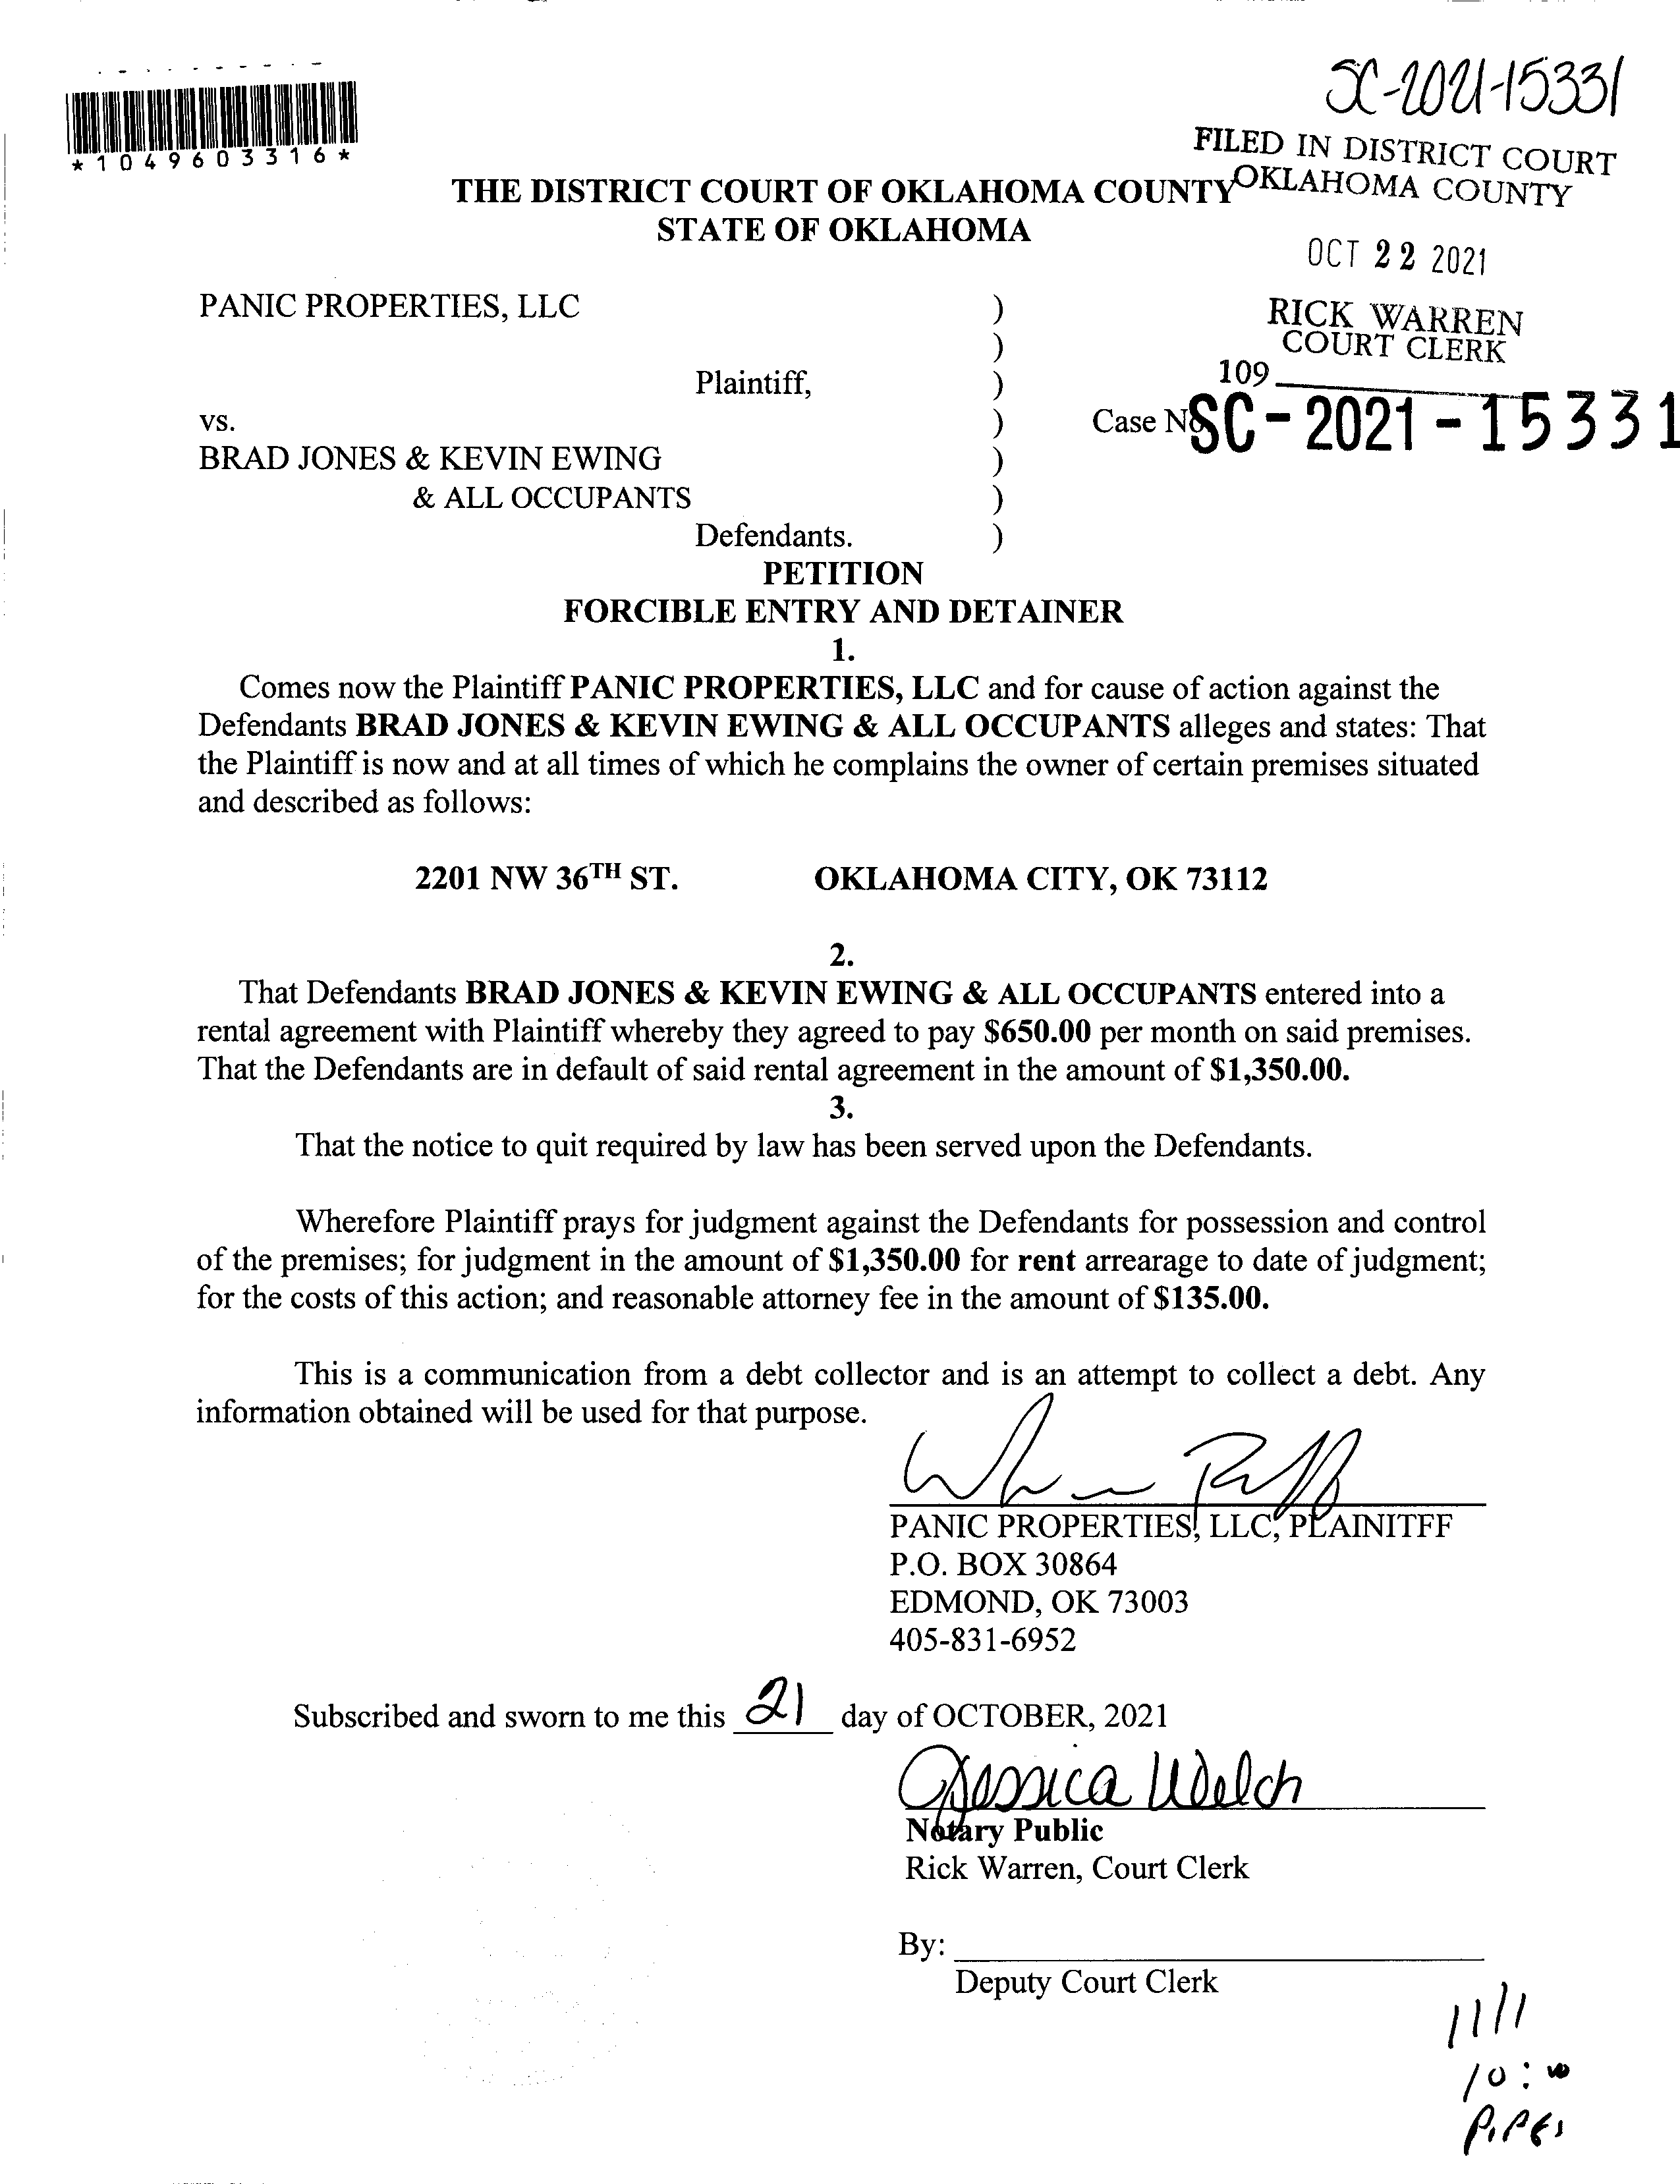 SC-2021-15331
*1049603316*
FILED IN DISTRICT COURT
OKLAHOMA COUNTY
THE DISTRICT COURT OF OKLAHOMA COUNTY
STATE OF OKLAHOMA
OCT 22 2021
RICK WARREN
COURT CLERK
109
PANIC PROPERTIES, LLC )
)
Plaintiff, )
vs. ) Case No SC-2021-15331
BRAD JONES & KEVIN EWING )
& ALL OCCUPANTS )
Defendants. )
PETITION
FORCIBLE ENTRY AND DETAINER
1.
Comes now the Plaintiff PANIC PROPERTIES, LLC and for cause of action against the
Defendants BRAD JONES & KEVIN EWING & ALL OCCUPANTS alleges and states: That
the Plaintiff is now and at all times of which he complains the owner of certain premises situated
and described as follows:
2201 NW 36TH ST. OKLAHOMA CITY, OK 73112
2.
That Defendants BRAD JONES & KEVIN EWING & ALL OCCUPANTS entered into a
rental agreement with Plaintiff whereby they agreed to pay $650.00 per month on said premises.
That the Defendants are in default of said rental agreement in the amount of $1,350.00.
3.
That the notice to quit required by law has been served upon the Defendants.
Wherefore Plaintiff prays for judgment against the Defendants for possession and control
of the premises; for judgment in the amount of $1,350.00 for rent arrearage to date of judgment;
for the costs of this action; and reasonable attorney fee in the amount of $135.00.
This is a communication from a debt collector and is an attempt to collect a debt. Any
information obtained will be used for that purpose.
PANIC PROPERTIES, LLC, PLAINITFF
P.O. BOX 30864
EDMOND, OK 73003
405-831-6952
Subscribed and sworn to me this 21 day of OCTOBER, 2021
Jessica Welch
Notary Public
Rick Warren, Court Clerk
By:
Deputy Court Clerk
11/1
10:00